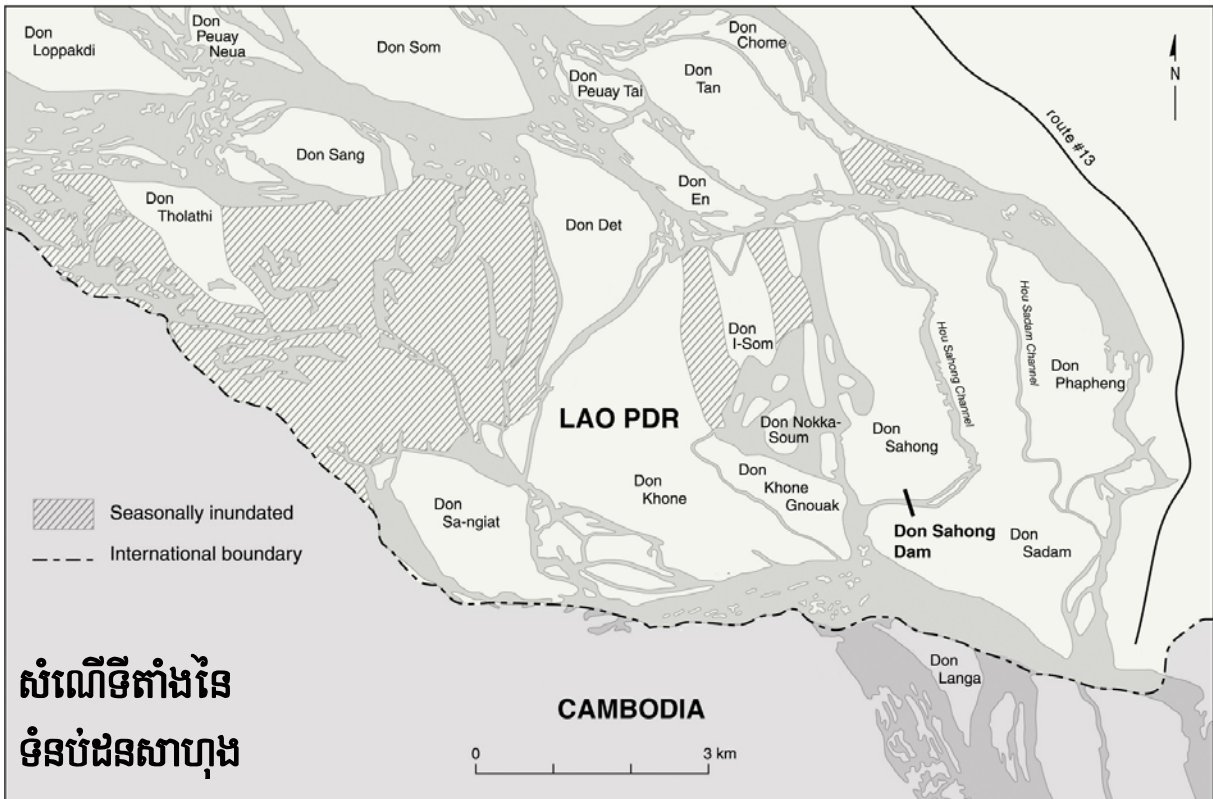 Don
Loppakdi
Don
Peuay
Neua
Don Som
Don
Chome
Don
Peuay Tai
Don
Tan
N
route #13
Don Sang
Don
Tholathi
Don
En
Don Det
Don
I-Som
Hou Sahong Channel
Hou Sadam Channel
Don
Phapheng
LAO PDR
Don Nokka-
Soum
Don
Sahong
Don
Khone
Don
Khone
Gnouak
Don
Sa-ngiat
Don Sahong
Dam
Don
Sadam
Seasonally inundated
International boundary
Don
Langa
CAMBODIA
សំណើទីតាំងនៃ
ទំនប់ដនសាហុង
0 3 km